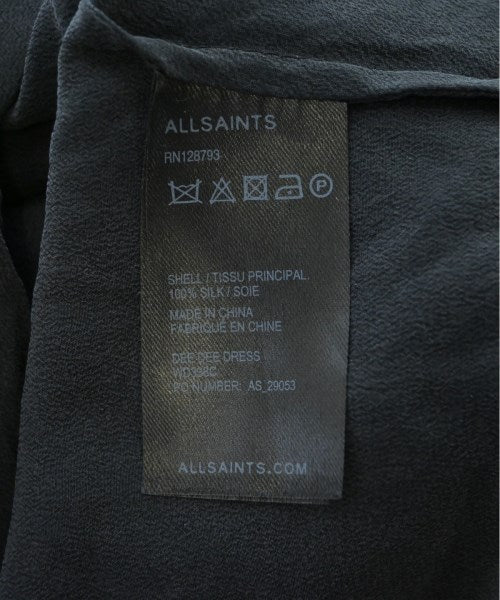 ALLSAINTS
RN128793
P
SHELL / TISSU PRINCIPAL.
100% SILK / SOIE
MADE IN CHINA
FABRIQUE EN CHINE
DEE DEE DRESS
PO NUMBER: AS_29053
ALLSAINTS.COM